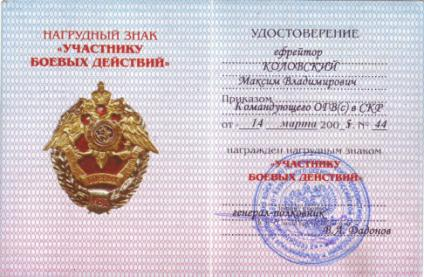 НАГРУДНЫЙ ЗНАК
«УЧАСТНИКУ
БОЕВЫХ ДЕЙСТВИЙ»
УДОСТОВЕРЕНИЕ
ефрейтор
КОЛОВСКИЙ
Максим Владимирович
Приказом
Командующего ОГВ(с) в СКР
от « 14 марта 200 5 г. № 44
награжден нагрудным знаком
«УЧАСТНИКУ
БОЕВЫХ ДЕЙСТВИЙ»
генерал-полковник
В.А. Дадонов